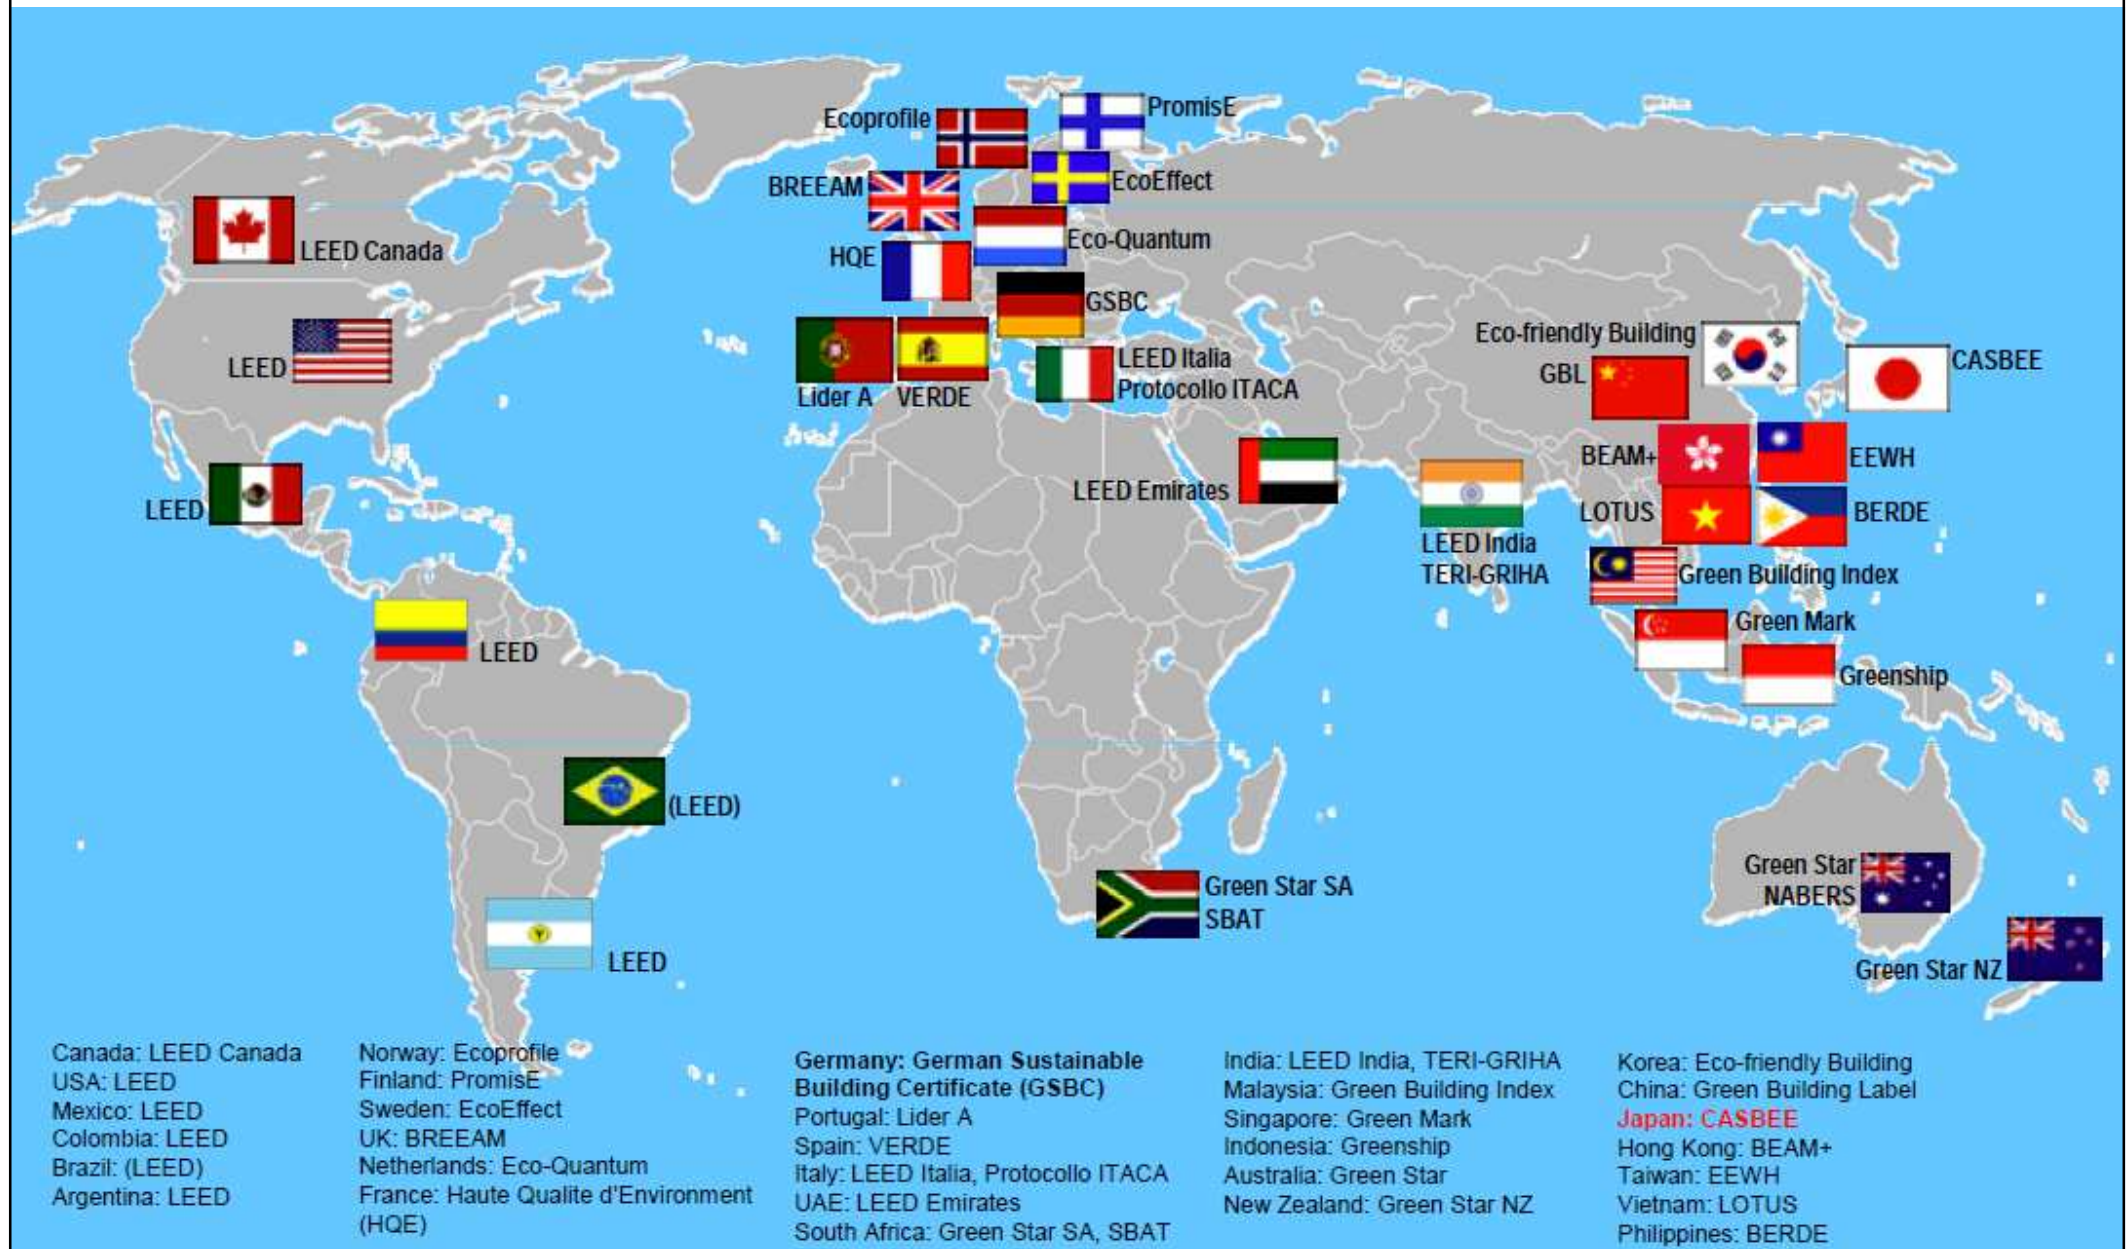 Ecoprofile
PromisE
BREEAM
EcoEffect
LEED Canada
HQE
Eco-Quantum
GSBC
LEED
Lider A
VERDE
LEED Italia
Protocollo ITACA
Eco-friendly Building
GBL
CASBEE
LEED
LEED Emirates
LEED India
TERI-GRIHA
BEAM+
EEWH
LOTUS
BERDE
Green Building Index
Green Mark
Greenship
LEED
(LEED)
LEED
Green Star SA
SBAT
Green Star
NABERS
Green Star NZ
Canada: LEED Canada
USA: LEED
Mexico: LEED
Colombia: LEED
Brazil: (LEED)
Argentina: LEED
Norway: Ecoprofile
Finland: PromisE
Sweden: EcoEffect
UK: BREEAM
Netherlands: Eco-Quantum
France: Haute Qualite d'Environment
(HQE)
Germany: German Sustainable
Building Certificate (GSBC)
Portugal: Lider A
Spain: VERDE
Italy: LEED Italia, Protocollo ITACA
UAE: LEED Emirates
South Africa: Green Star SA, SBAT
India: LEED India, TERI-GRIHA
Malaysia: Green Building Index
Singapore: Green Mark
Indonesia: Greenship
Australia: Green Star
New Zealand: Green Star NZ
Korea: Eco-friendly Building
China: Green Building Label
Japan: CASBEE
Hong Kong: BEAM+
Taiwan: EEWH
Vietnam: LOTUS
Philippines: BERDE